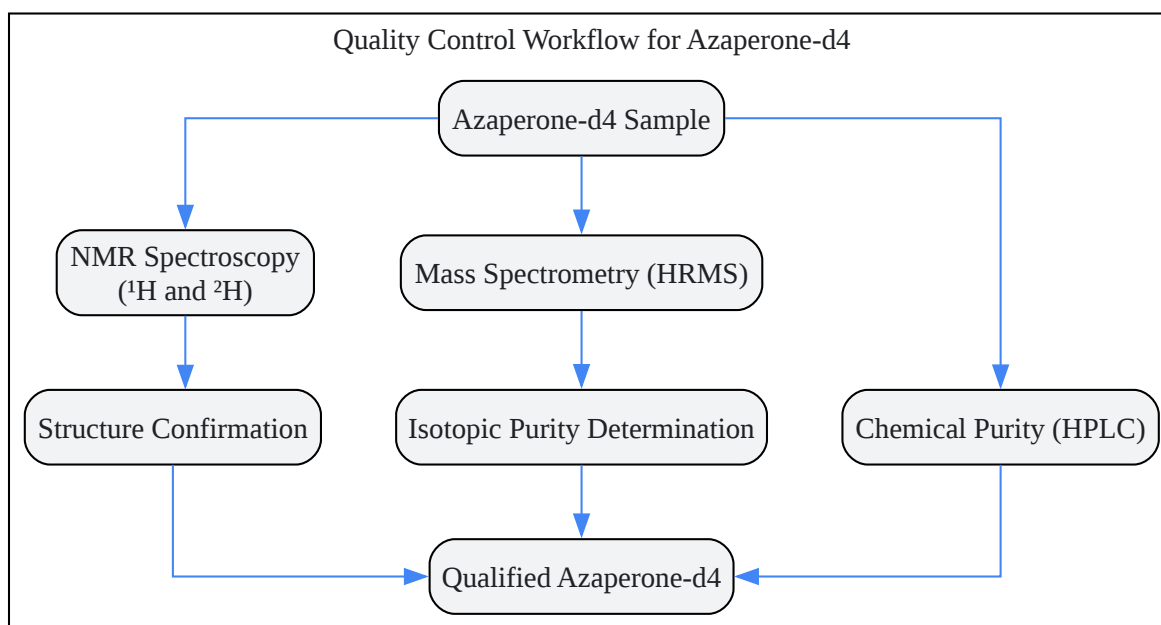 Quality Control Workflow for Azaperone-d4
Azaperone-d4 Sample
NMR Spectroscopy
(¹H and ²H)
Mass Spectrometry (HRMS)
Structure Confirmation
Isotopic Purity Determination
Chemical Purity (HPLC)
Qualified Azaperone-d4